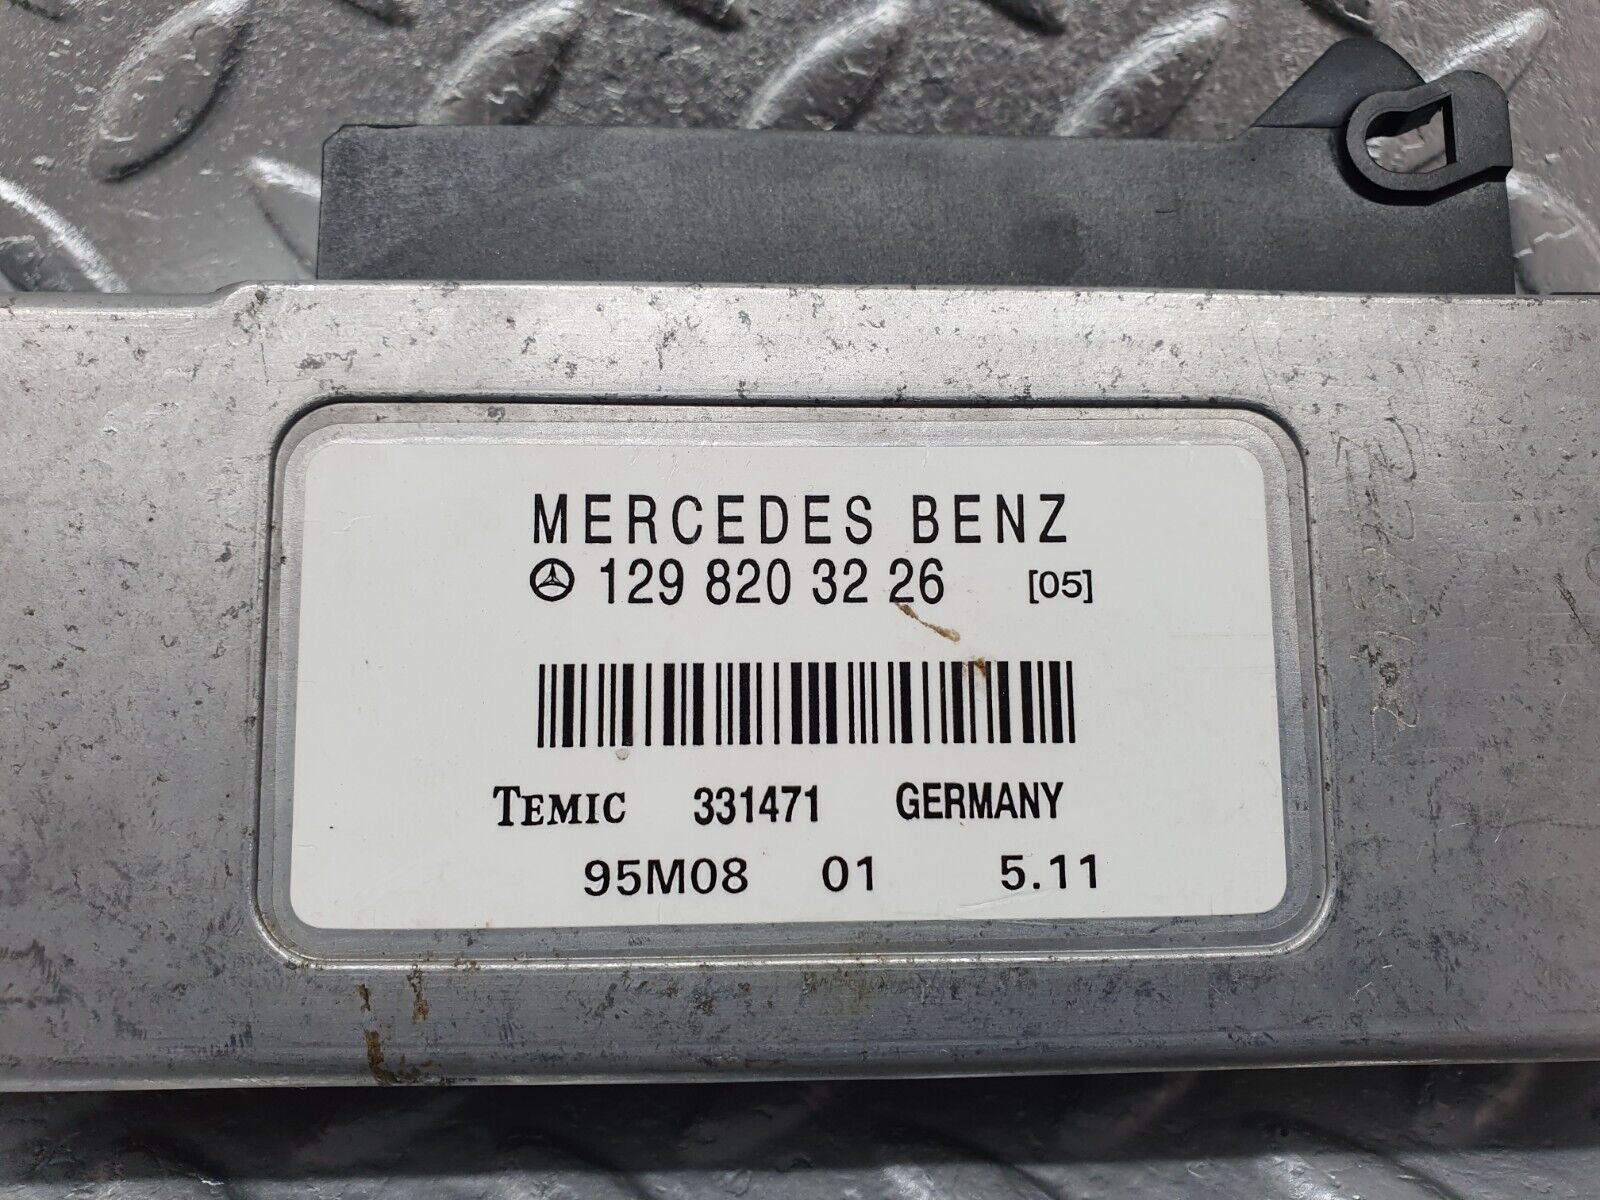 MERCEDES BENZ
129 820 32 26 [05]
TEMIC 331471 GERMANY
95M08 01 5.11